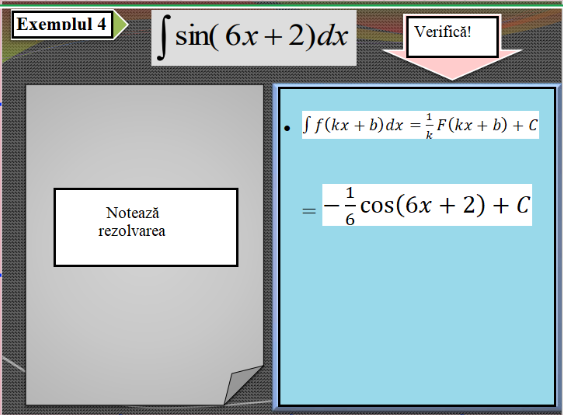 Exemplul 4
∫ sin( 6x + 2)dx
Verifică!
• ∫ f(kx + b)dx = 1/k F(kx + b) + C
Notează
rezolvarea
= −1/6 cos(6x + 2) + C